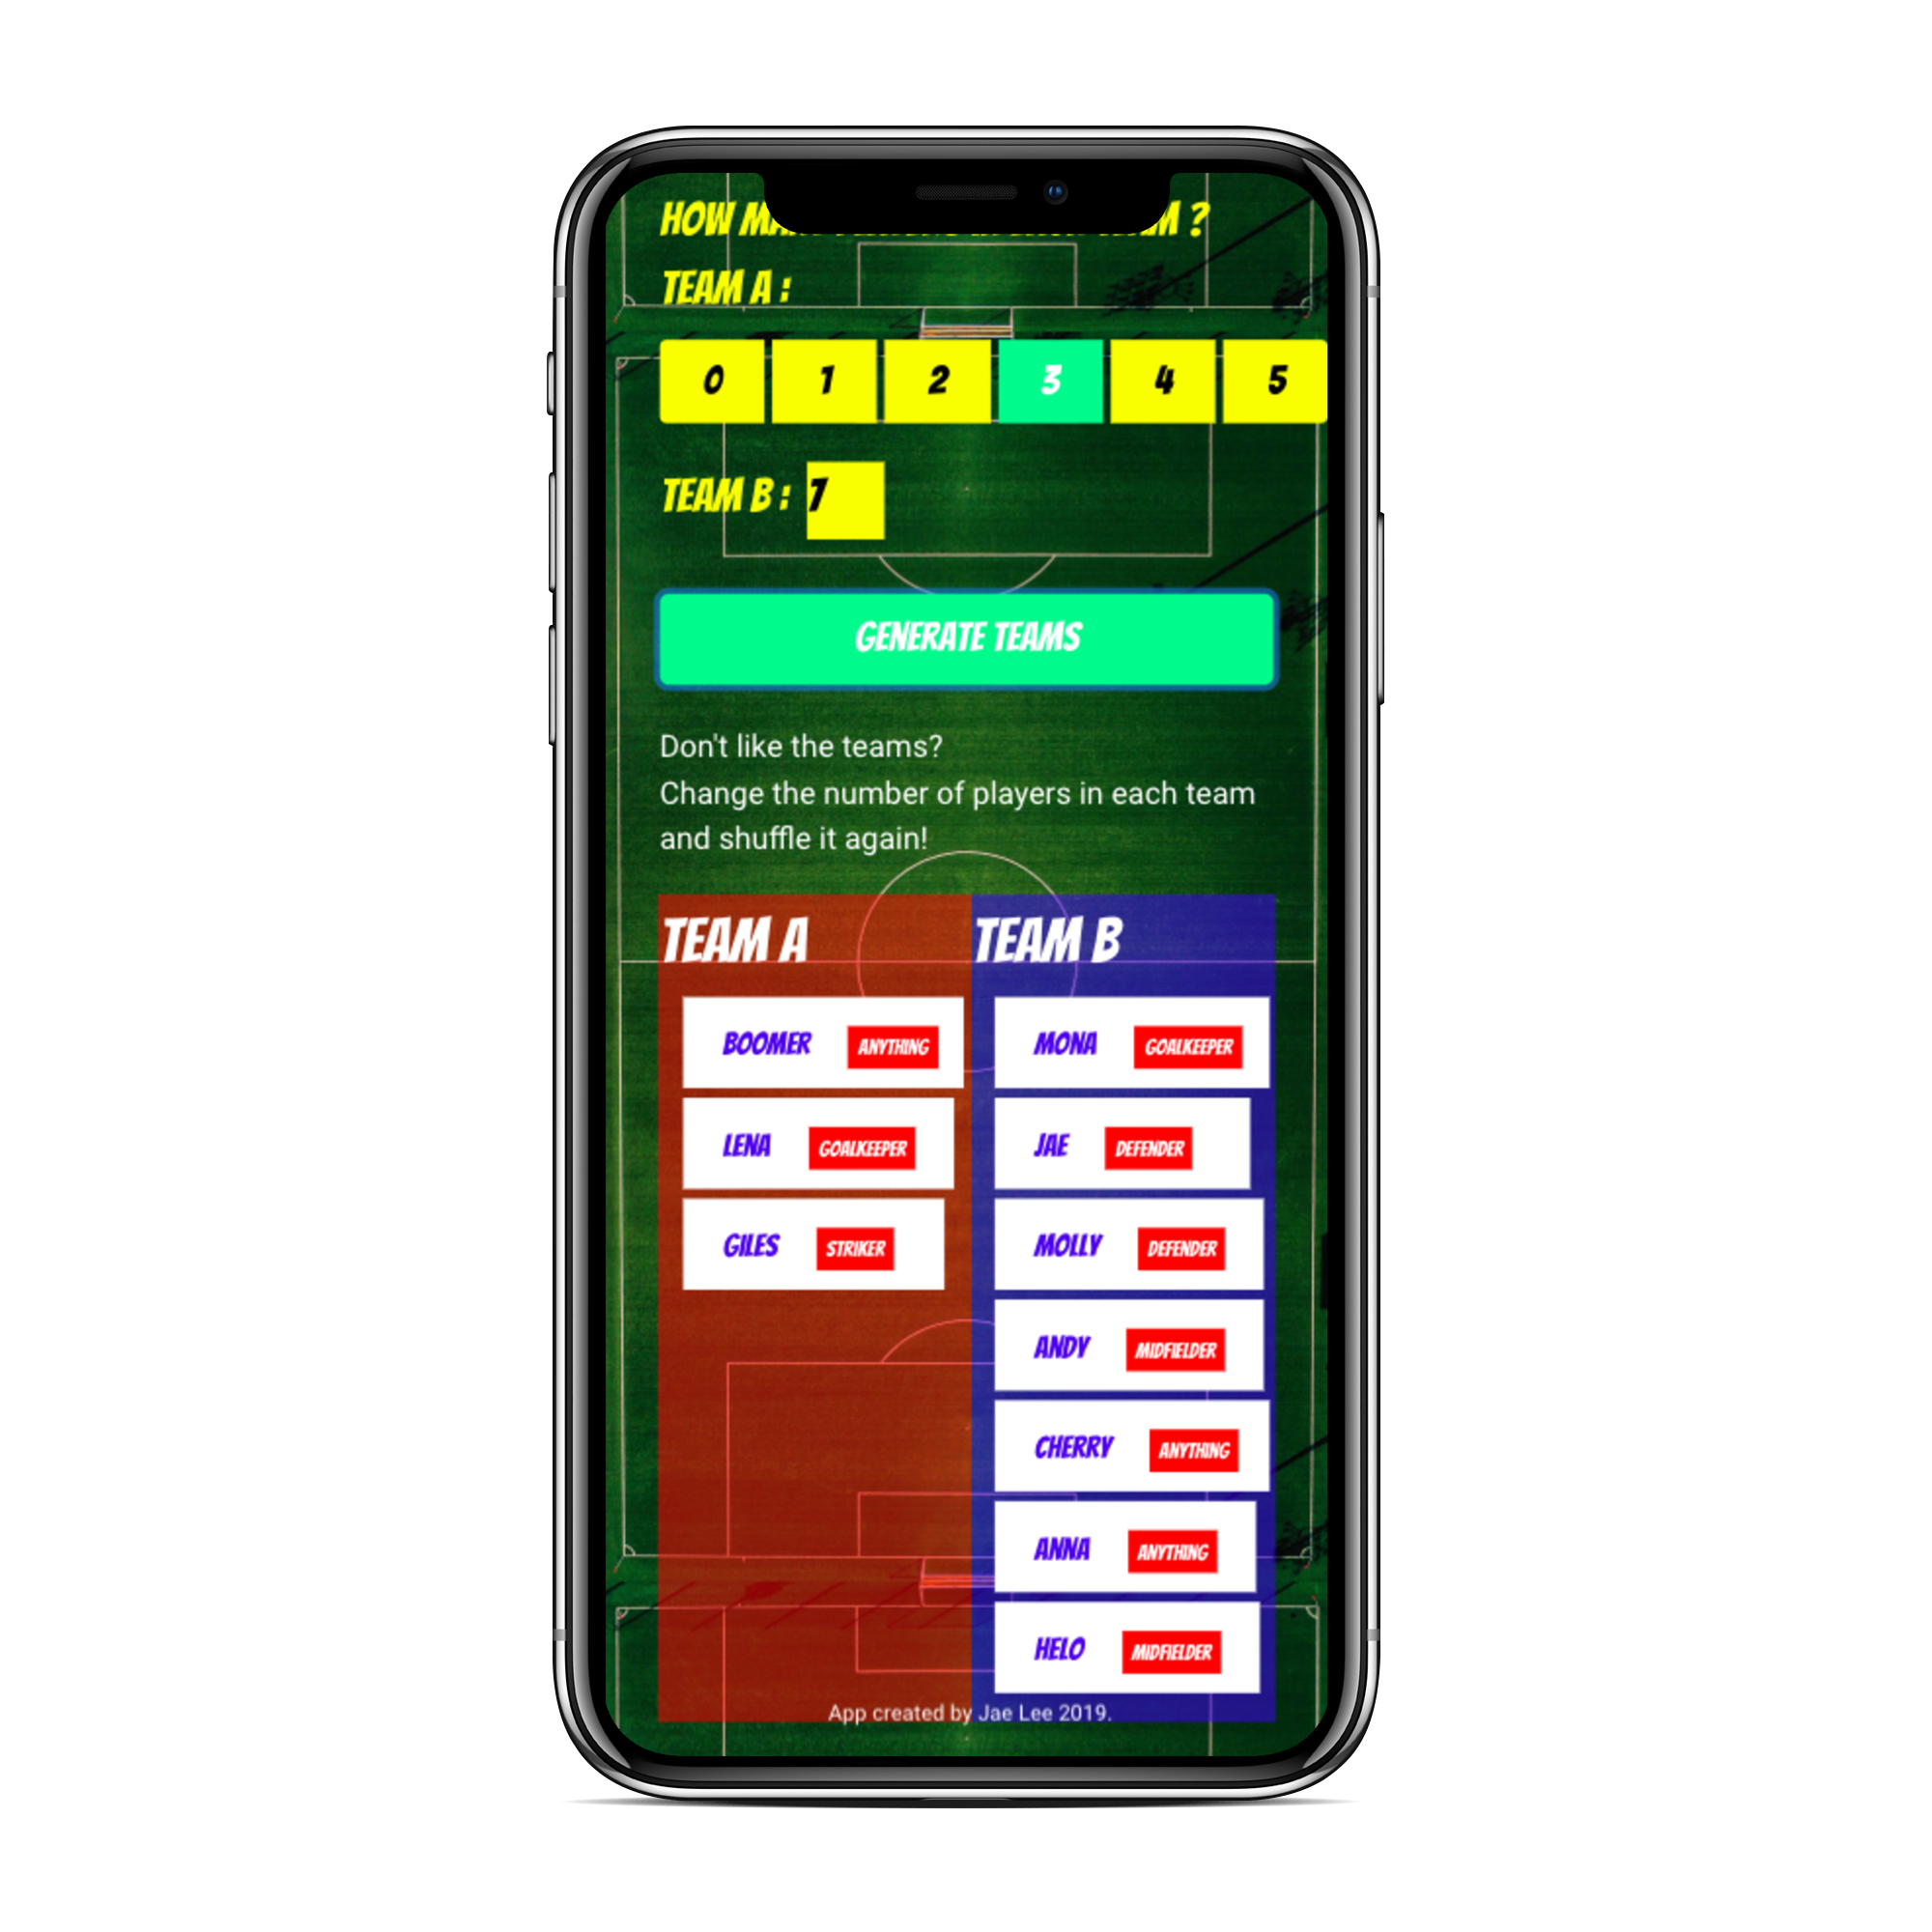 HOW M
M ?
TEAM A :
0 1 2 3 4 5
TEAM B : 7
GENERATE TEAMS
Don't like the teams?
Change the number of players in each team
and shuffle it again!
TEAM A
BOOMER ANYTHING
LENA GOALKEEPER
GILES STRIKER
TEAM B
MONA GOALKEEPER
JAE DEFENDER
MOLLY DEFENDER
ANDY MIDFIELDER
CHERRY ANYTHING
ANNA ANYTHING
HELO MIDFIELDER
App created by Jae Lee 2019.